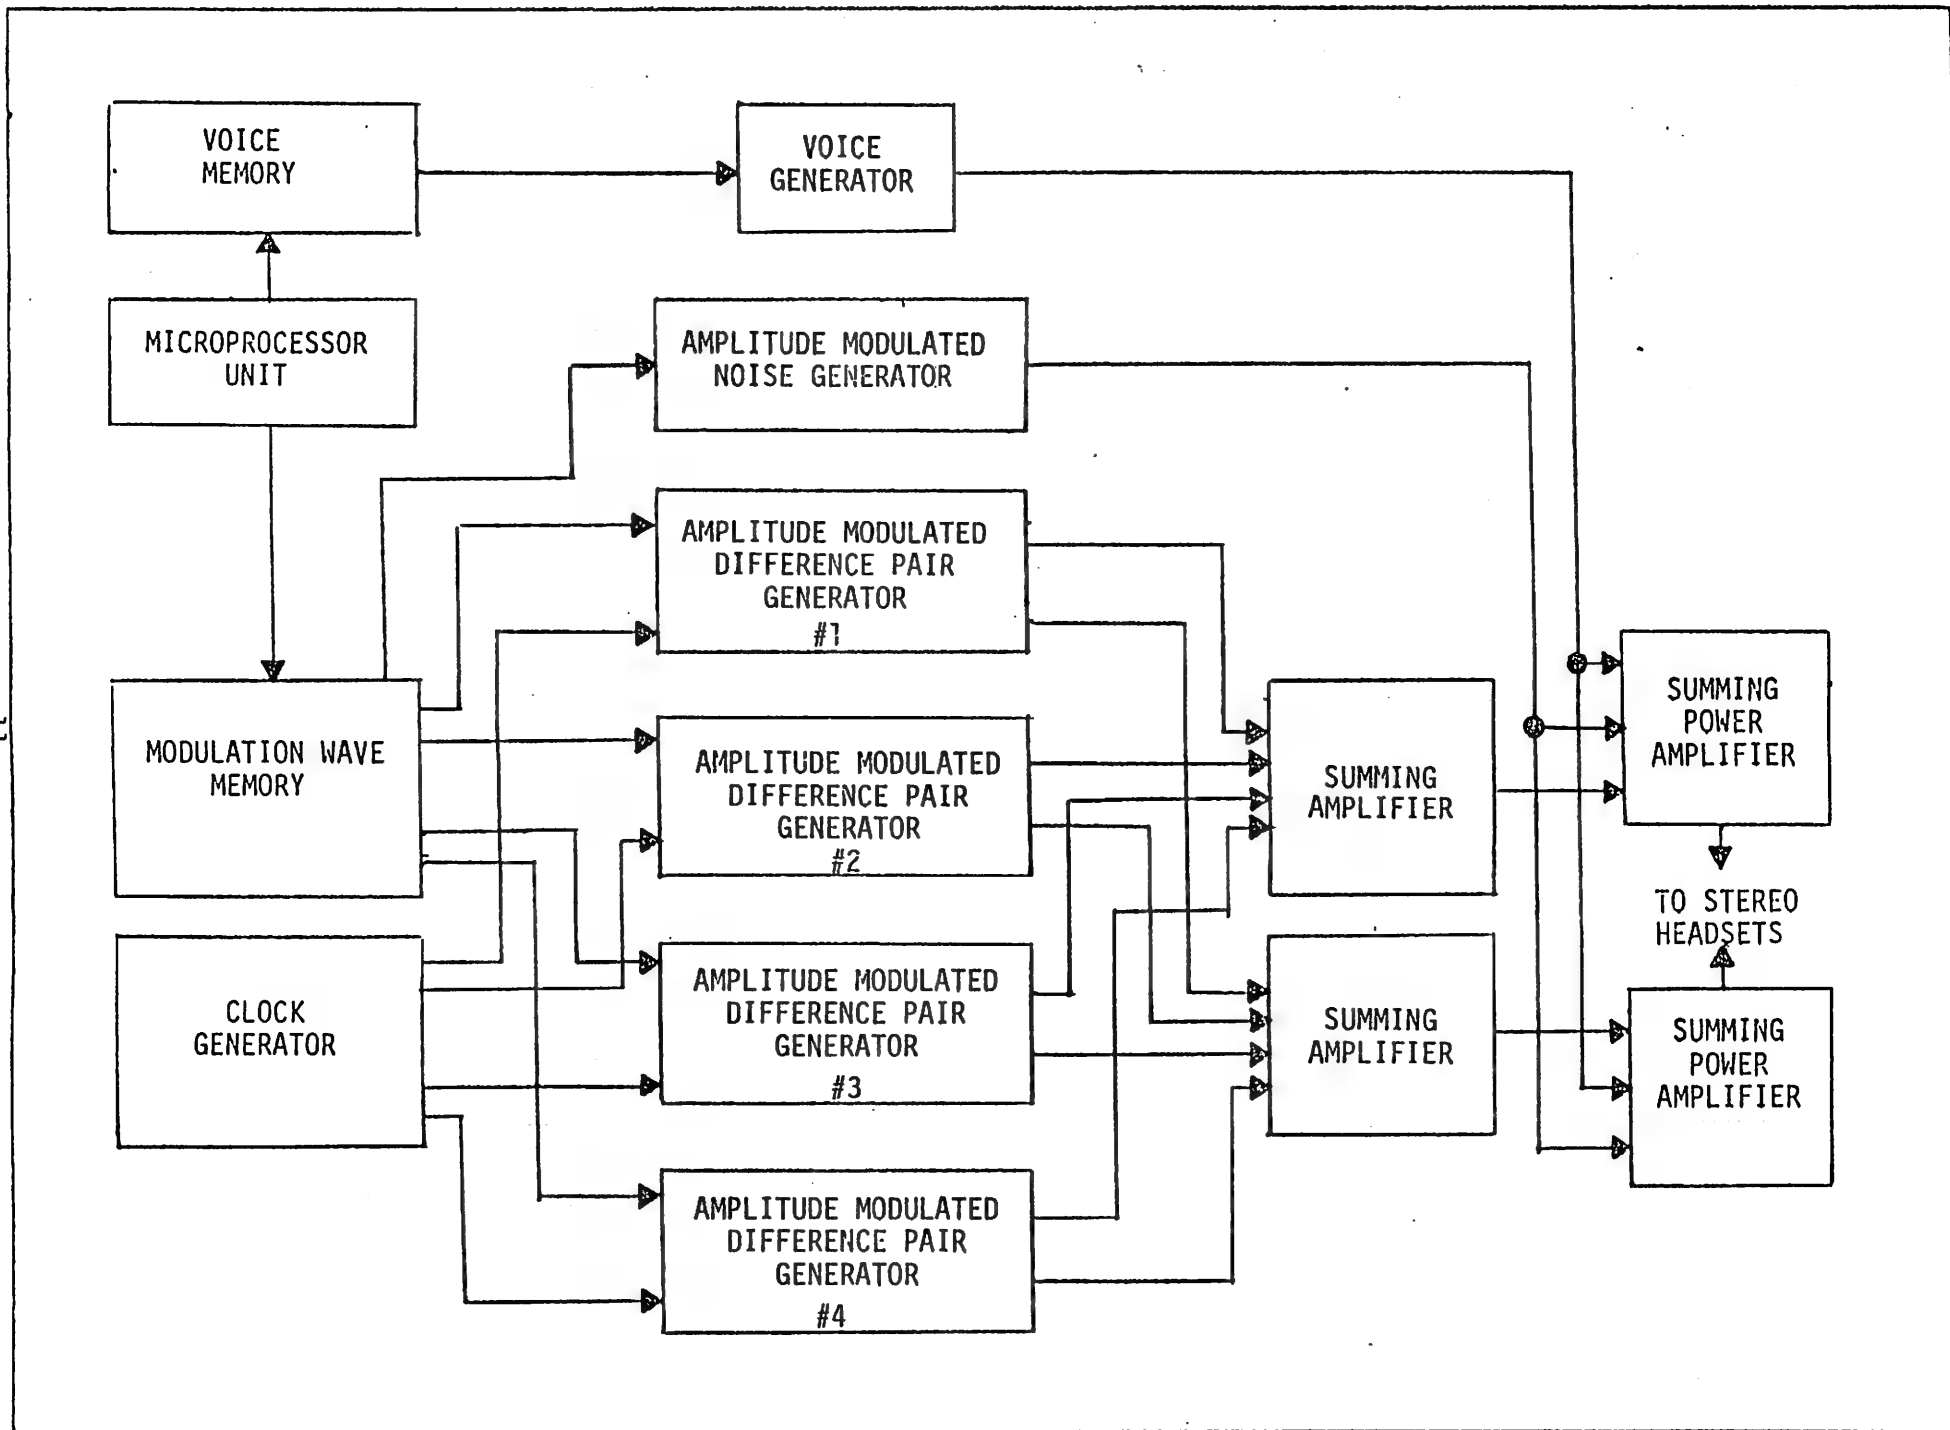 VOICE
MEMORY
VOICE
GENERATOR
MICROPROCESSOR
UNIT
AMPLITUDE MODULATED
NOISE GENERATOR
AMPLITUDE MODULATED
DIFFERENCE PAIR
GENERATOR
#1
MODULATION WAVE
MEMORY
AMPLITUDE MODULATED
DIFFERENCE PAIR
GENERATOR
#2
SUMMING
AMPLIFIER
SUMMING
POWER
AMPLIFIER
TO STEREO
HEADSETS
CLOCK
GENERATOR
AMPLITUDE MODULATED
DIFFERENCE PAIR
GENERATOR
#3
SUMMING
AMPLIFIER
SUMMING
POWER
AMPLIFIER
AMPLITUDE MODULATED
DIFFERENCE PAIR
GENERATOR
#4